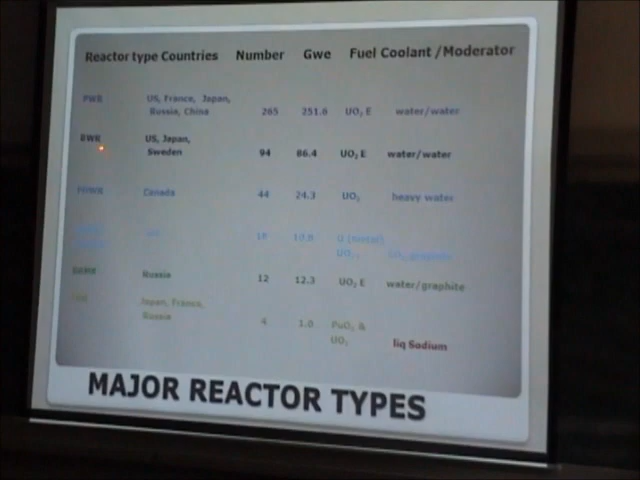 Reactor type Countries Number Gwe Fuel Coolant /Moderator
PWR US, France, Japan,
Russia, China 265 251.6 UO2 E water/water
BWR US, Japan,
Sweden 94 86.4 UO2 E water/water
PHWR Canada 44 24.3 UO2 heavy water
18 10.8 U (metal)
UO2 CO2 graphite
Russia 12 12.3 UO2 E water/graphite
Japan, France,
Russia 4 1.0 PuO2 &
UO2 liq Sodium
MAJOR REACTOR TYPES